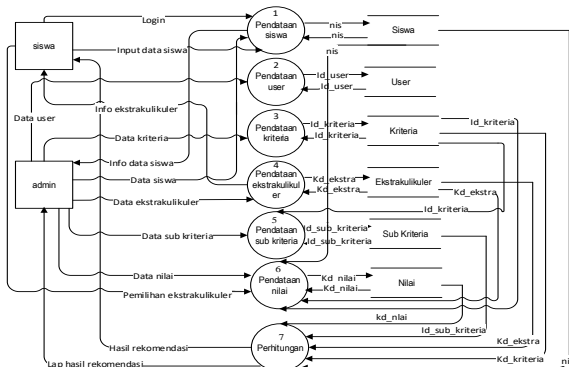 Login
1
Pendataan
siswa
nis
nis
Siswa
siswa
Input data siswa
nis
2
Pendataan
user
Id_user
Id_user
User
Info ekstrakulikuler
Data user
3
Pendataan
kriteria
Id_kriteria
Id_kriteria
Kriteria
Id_kriteria
Data kriteria
Info data siswa
4
Pendataan
ekstrakulikul
er
Kd_ekstra
Kd_ekstra
Ekstrakulikuler
Kd_ekstra
admin
Data siswa
Data ekstrakulikuler
Id_kriteria
5
Pendataan
sub kriteria
Id_sub_kriteria
Id_sub_kriteria
Sub Kriteria
Data sub kriteria
6
Pendataan
nilai
Kd_nilai
Kd_nilai
Nilai
Data nilai
Pemilihan ekstrakulikuler
kd_nlai
Id_sub_kriteria
7
Perhitungan
Kd_ekstra
Hasil rekomendasi
Kd_kriteria
ni
Lap hasil rekomendasi